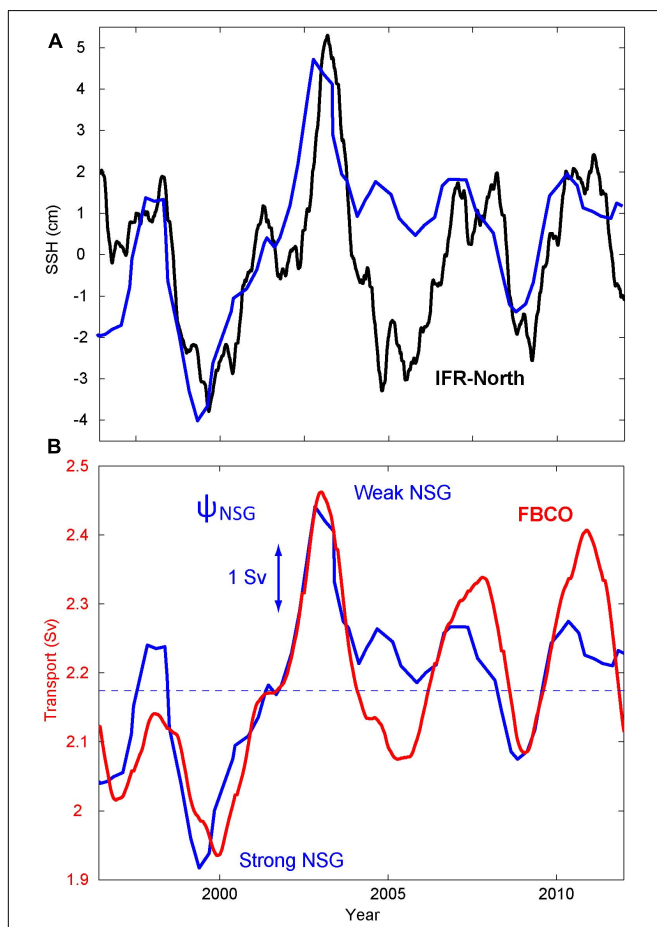 A
5
4
3
2
1
0
-1
-2
-3
-4
SSH (cm)
IFR-North
B
2.5
2.4
2.3
2.2
2.1
2
1.9
Transport (Sv)
ΨNSG
Weak NSG
FBCO
1 Sv
Strong NSG
2000 2005 2010
Year